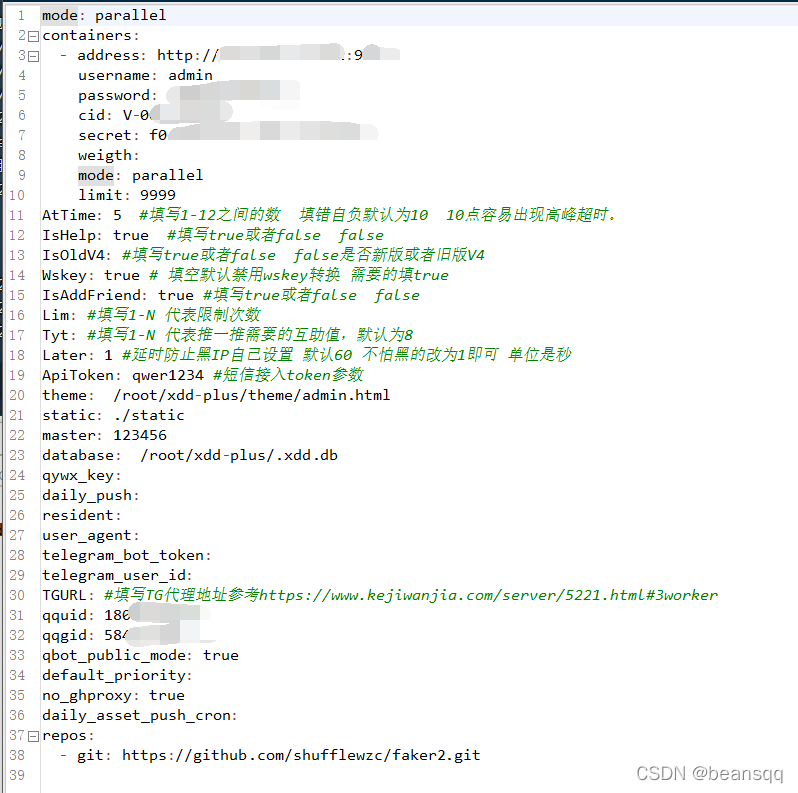 1 mode: parallel
2 containers:
3 - address: http:// :9
4 username: admin
5 password:
6 cid: V-0
7 secret: f0
8 weigth:
9 mode: parallel
10 limit: 9999
11 AtTime: 5 #填写1-12之间的数 填错自负默认为10 10点容易出现高峰超时.
12 IsHelp: true #填写true或者false false
13 IsOldV4: #填写true或者false false是否新版或者旧版V4
14 Wskey: true # 填空默认禁用wskey转换 需要的填true
15 IsAddFriend: true #填写true或者false false
16 Lim: #填写1-N 代表限制次数
17 Tyt: #填写1-N 代表推一推需要的互助值，默认为8
18 Later: 1 #延时防止黑IP自己设置 默认60 不怕黑的改为1即可 单位是秒
19 ApiToken: qwer1234 #短信接入token参数
20 theme: /root/xdd-plus/theme/admin.html
21 static: ./static
22 master: 123456
23 database: /root/xdd-plus/.xdd.db
24 qywx_key:
25 daily_push:
26 resident:
27 user_agent:
28 telegram_bot_token:
29 telegram_user_id:
30 TGURL: #填写TG代理地址参考https://www.kejiwanjia.com/server/5221.html#3worker
31 qquid: 180
32 qqgid: 584
33 qbot_public_mode: true
34 default_priority:
35 no_ghproxy: true
36 daily_asset_push_cron:
37 repos:
38 - git: https://github.com/shufflewzc/faker2.git
39
CSDN @beansqq